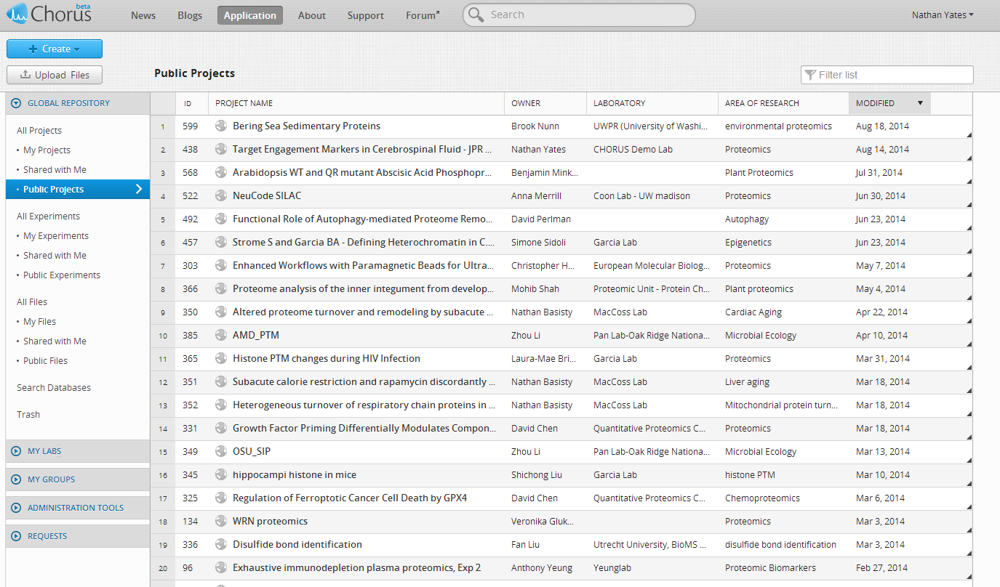 Chorus beta News Blogs Application About Support Forum Search Nathan Yates
Create
Upload Files
Public Projects Filter list
GLOBAL REPOSITORY
All Projects
• My Projects
• Shared with Me
• Public Projects
All Experiments
• My Experiments
• Shared with Me
• Public Experiments
All Files
• My Files
• Shared with Me
• Public Files
Search Databases
Trash
MY LABS
MY GROUPS
ADMINISTRATION TOOLS
REQUESTS
ID PROJECT NAME OWNER LABORATORY AREA OF RESEARCH MODIFIED
1 599 Bering Sea Sedimentary Proteins Brook Nunn UWPR (University of Washi... environmental proteomics Aug 18, 2014
2 438 Target Engagement Markers in Cerebrospinal Fluid - JPR ... Nathan Yates CHORUS Demo Lab Proteomics Aug 14, 2014
3 568 Arabidopsis WT and QR mutant Abscisic Acid Phosphopr... Benjamin Mink... Plant Proteomics Jul 31, 2014
4 522 NeuCode SILAC Anna Merrill Coon Lab - UW madison Proteomics Jun 30, 2014
5 492 Functional Role of Autophagy-mediated Proteome Remo... David Perlman Autophagy Jun 23, 2014
6 457 Strome S and Garcia BA - Defining Heterochromatin in C.... Simone Sidoli Garcia Lab Epigenetics Jun 23, 2014
7 303 Enhanced Workflows with Paramagnetic Beads for Ultra... Christopher H... European Molecular Biolog... Proteomics May 7, 2014
8 366 Proteome analysis of the inner integument from develop... Mohib Shah Proteomic Unit - Protein Ch... Plant proteomics May 4, 2014
9 350 Altered proteome turnover and remodeling by subacute ... Nathan Basisty MacCoss Lab Cardiac Aging Apr 22, 2014
10 385 AMD_PTM Zhou Li Pan Lab-Oak Ridge Nationa... Microbial Ecology Apr 10, 2014
11 365 Histone PTM changes during HIV Infection Laura-Mae Bri... Garcia Lab Proteomics Mar 31, 2014
12 351 Subacute calorie restriction and rapamycin discordantly ... Nathan Basisty MacCoss Lab Liver aging Mar 18, 2014
13 352 Heterogeneous turnover of respiratory chain proteins in ... Nathan Basisty MacCoss Lab Mitochondrial protein turn... Mar 18, 2014
14 331 Growth Factor Priming Differentially Modulates Compon... David Chen Quantitative Proteomics C... Proteomics Mar 18, 2014
15 349 OSU_SIP Zhou Li Pan Lab-Oak Ridge Nationa... Microbial Ecology Mar 13, 2014
16 345 hippocampi histone in mice Shichong Liu Garcia Lab histone PTM Mar 10, 2014
17 325 Regulation of Ferroptotic Cancer Cell Death by GPX4 David Chen Quantitative Proteomics C... Chemoproteomics Mar 6, 2014
18 134 WRN proteomics Veronika Gluk... Proteomics Mar 3, 2014
19 336 Disulfide bond identification Fan Liu Utrecht University, BioMS ... disulfide bond identification Mar 3, 2014
20 96 Exhaustive immunodepletion plasma proteomics, Exp 2 Anthony Yeung Yeunglab Proteomic Biomarkers Feb 27, 2014